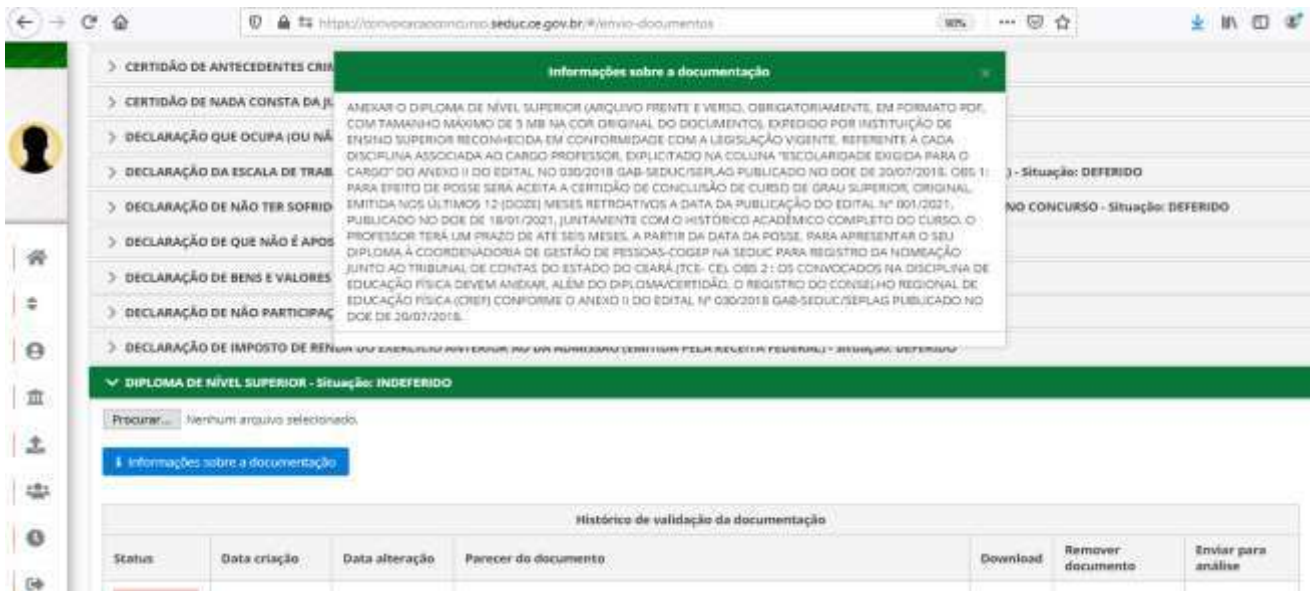 https://convocacaoconcurso.seduc.ce.gov.br/#/envio-documentos
90%
CERTIDÃO DE ANTECEDENTES CRIM
CERTIDÃO DE NADA CONSTA DA JU
DECLARAÇÃO QUE OCUPA (OU NÃ
DECLARAÇÃO DA ESCALA DE TRAB
) - Situação: DEFERIDO
DECLARAÇÃO DE NÃO TER SOFRID
NO CONCURSO - Situação: DEFERIDO
DECLARAÇÃO DE QUE NÃO É APOS
DECLARAÇÃO DE BENS E VALORES
DECLARAÇÃO DE NÃO PARTICIPAÇ
DECLARAÇÃO DE IMPOSTO DE RENDA DO EXERCÍCIO ANTERIOR AO DA ADMISSÃO (EMITIDA PELA RECEITA FEDERAL) - Situação: DEFERIDO
Informações sobre a documentação
ANEXAR O DIPLOMA DE NÍVEL SUPERIOR (ARQUIVO FRENTE E VERSO, OBRIGATORIAMENTE, EM FORMATO PDF,
COM TAMANHO MÁXIMO DE 5 MB NA COR ORIGINAL DO DOCUMENTO), EXPEDIDO POR INSTITUIÇÃO DE
ENSINO SUPERIOR RECONHECIDA EM CONFORMIDADE COM A LEGISLAÇÃO VIGENTE, REFERENTE À CADA
DISCIPLINA ASSOCIADA AO CARGO PROFESSOR, EXPLICITADO NA COLUNA "ESCOLARIDADE EXIGIDA PARA O
CARGO" DO ANEXO II DO EDITAL NO 030/2018 GAB-SEDUC/SEPLAG PUBLICADO NO DOE DE 20/07/2018. OBS 1:
PARA EFEITO DE POSSE SERÁ ACEITA A CERTIDÃO DE CONCLUSÃO DE CURSO DE GRAU SUPERIOR, ORIGINAL,
EMITIDA NOS ÚLTIMOS 12 (DOZE) MESES RETROATIVOS A DATA DA PUBLICAÇÃO DO EDITAL Nº 001/2021,
PUBLICADO NO DOE DE 18/01/2021, JUNTAMENTE COM O HISTÓRICO ACADÊMICO COMPLETO DO CURSO. O
PROFESSOR TERÁ UM PRAZO DE ATÉ SEIS MESES, A PARTIR DA DATA DA POSSE, PARA APRESENTAR O SEU
DIPLOMA À COORDENADORIA DE GESTÃO DE PESSOAS-COGEP NA SEDUC PARA REGISTRO DA NOMEAÇÃO
JUNTO AO TRIBUNAL DE CONTAS DO ESTADO DO CEARÁ (TCE- CE). OBS 2 : OS CONVOCADOS NA DISCIPLINA DE
EDUCAÇÃO FÍSICA DEVEM ANEXAR, ALÉM DO DIPLOMA/CERTIDÃO, O REGISTRO DO CONSELHO REGIONAL DE
EDUCAÇÃO FÍSICA (CREF) CONFORME O ANEXO II DO EDITAL Nº 030/2018 GAB-SEDUC/SEPLAG PUBLICADO NO
DOE DE 20/07/2018.
DIPLOMA DE NÍVEL SUPERIOR - Situação: INDEFERIDO
Procurar... Nenhum arquivo selecionado.
Informações sobre a documentação
Histórico de validação da documentação
Status Data criação Data alteração Parecer do documento Download Remover documento Enviar para análise